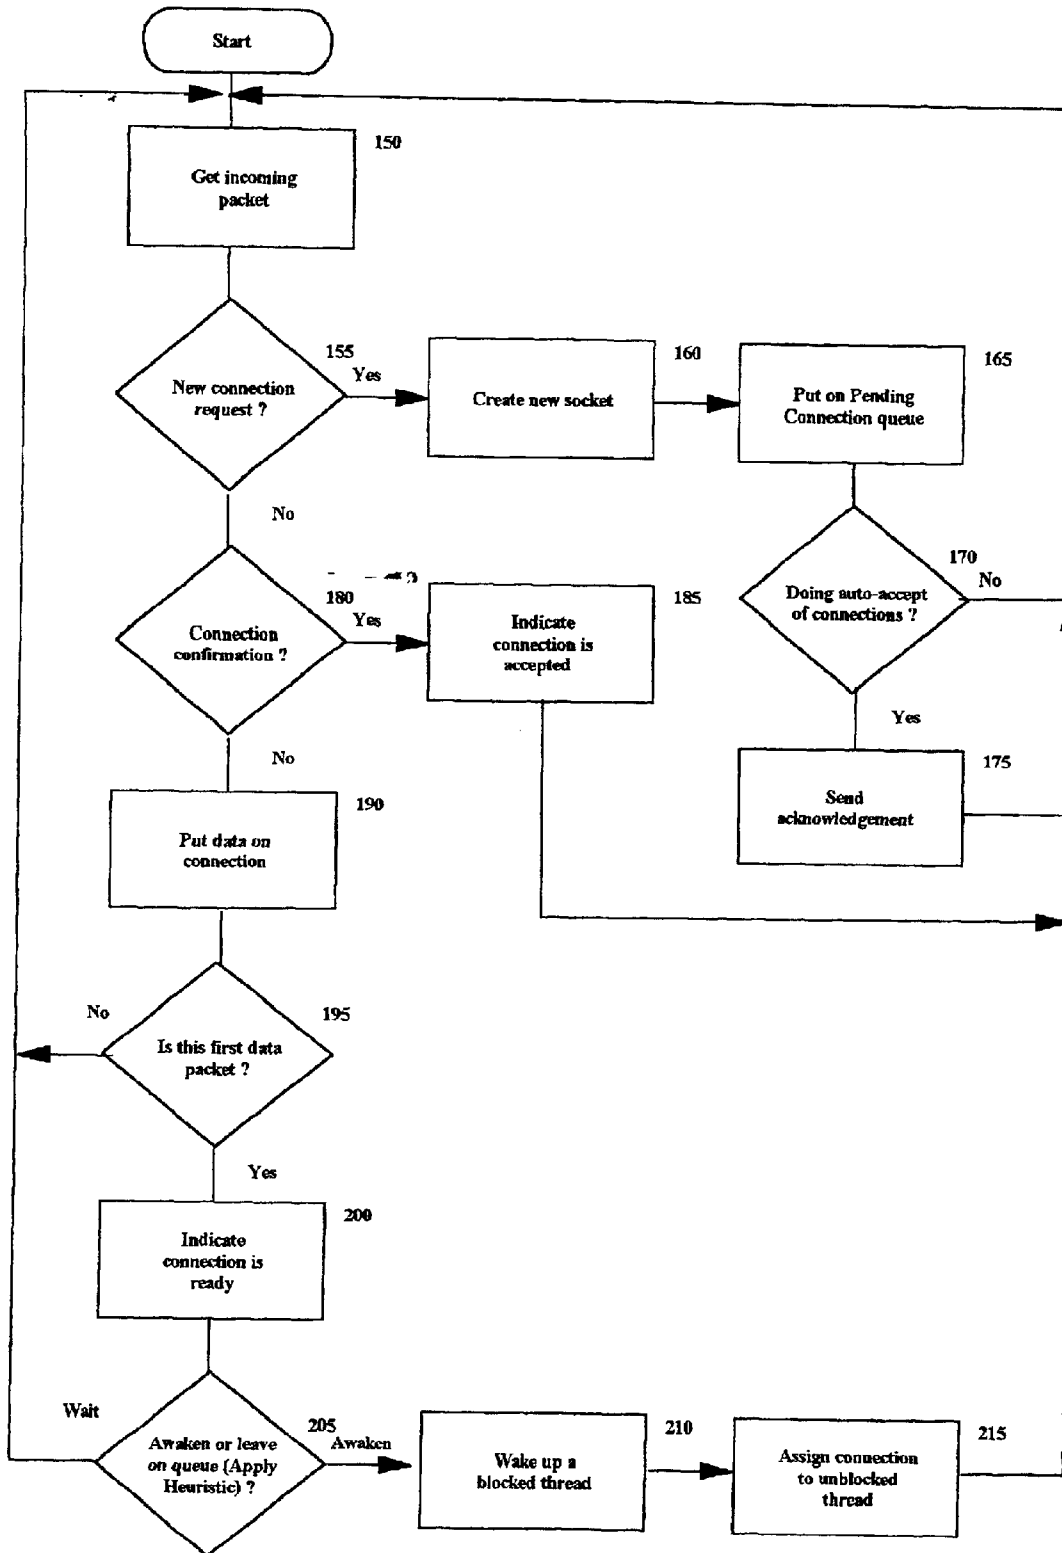 Start
150
Get incoming
packet
155
New connection
request ?
Yes
160
Create new socket
165
Put on Pending
Connection queue
No
170
Doing auto-accept
of connections ?
No
180
Connection
confirmation ?
Yes
185
Indicate
connection is
accepted
Yes
175
Send
acknowledgement
No
190
Put data on
connection
No
195
Is this first data
packet ?
Yes
200
Indicate
connection is
ready
Wait
205
Awaken or leave
on queue (Apply
Heuristic) ?
Awaken
210
Wake up a
blocked thread
215
Assign connection
to unblocked
thread